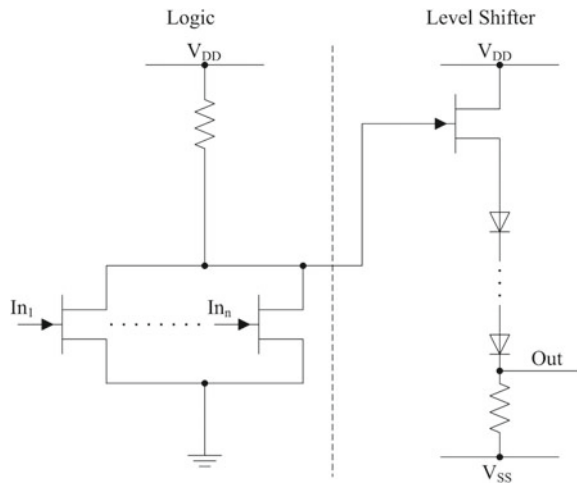 Logic
Level Shifter
V_DD
V_DD
In_1
In_n
Out
V_SS